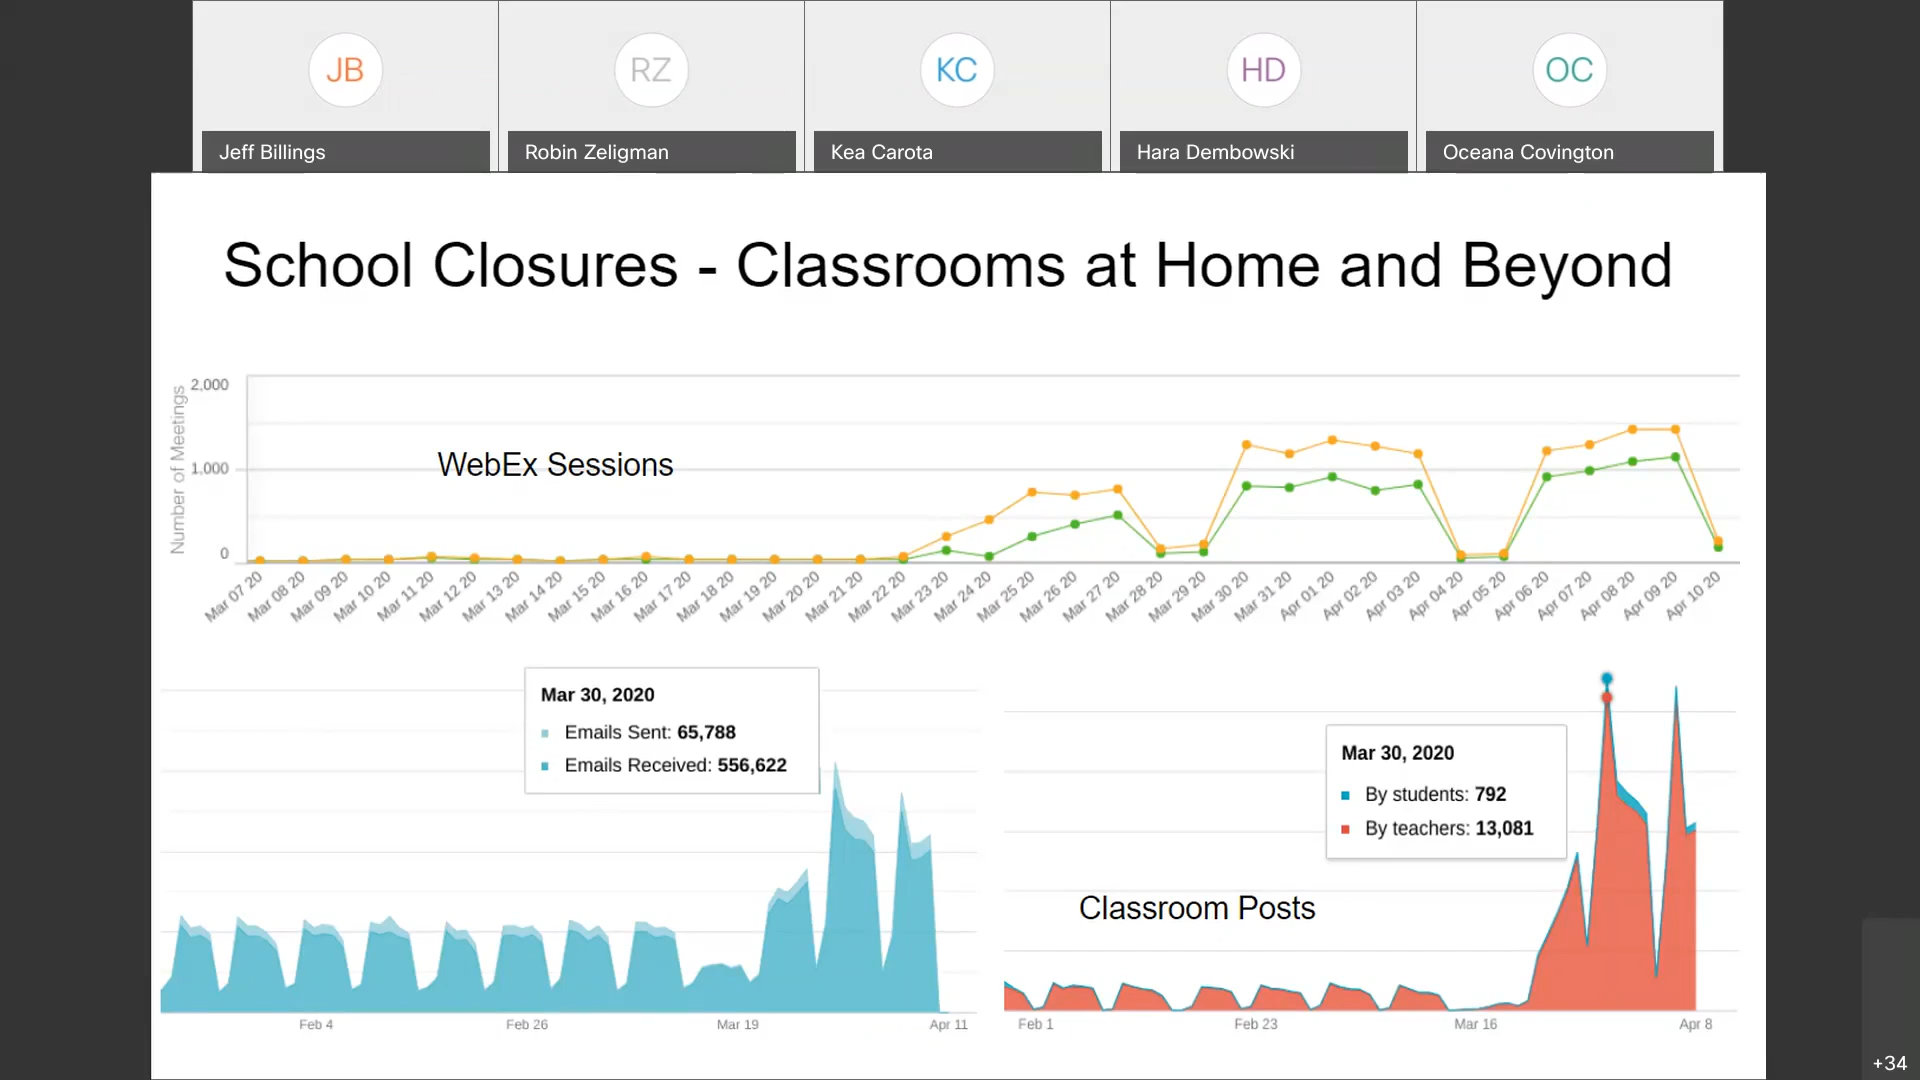 JB
RZ
KC
HD
OC
Jeff Billings
Robin Zeligman
Kea Carota
Hara Dembowski
Oceana Covington
School Closures - Classrooms at Home and Beyond
Number of Meetings
2,000
1,000
0
WebEx Sessions
Mar 07 20
Mar 08 20
Mar 09 20
Mar 10 20
Mar 11 20
Mar 12 20
Mar 13 20
Mar 14 20
Mar 15 20
Mar 16 20
Mar 17 20
Mar 18 20
Mar 19 20
Mar 20 20
Mar 21 20
Mar 22 20
Mar 23 20
Mar 24 20
Mar 25 20
Mar 26 20
Mar 27 20
Mar 28 20
Mar 29 20
Mar 30 20
Mar 31 20
Apr 01 20
Apr 02 20
Apr 03 20
Apr 04 20
Apr 05 20
Apr 06 20
Apr 07 20
Apr 08 20
Apr 09 20
Apr 10 20
Mar 30, 2020
Emails Sent: 65,788
Emails Received: 556,622
Feb 4
Feb 26
Mar 19
Apr 11
Mar 30, 2020
By students: 792
By teachers: 13,081
Classroom Posts
Feb 1
Feb 23
Mar 16
Apr 8
+34